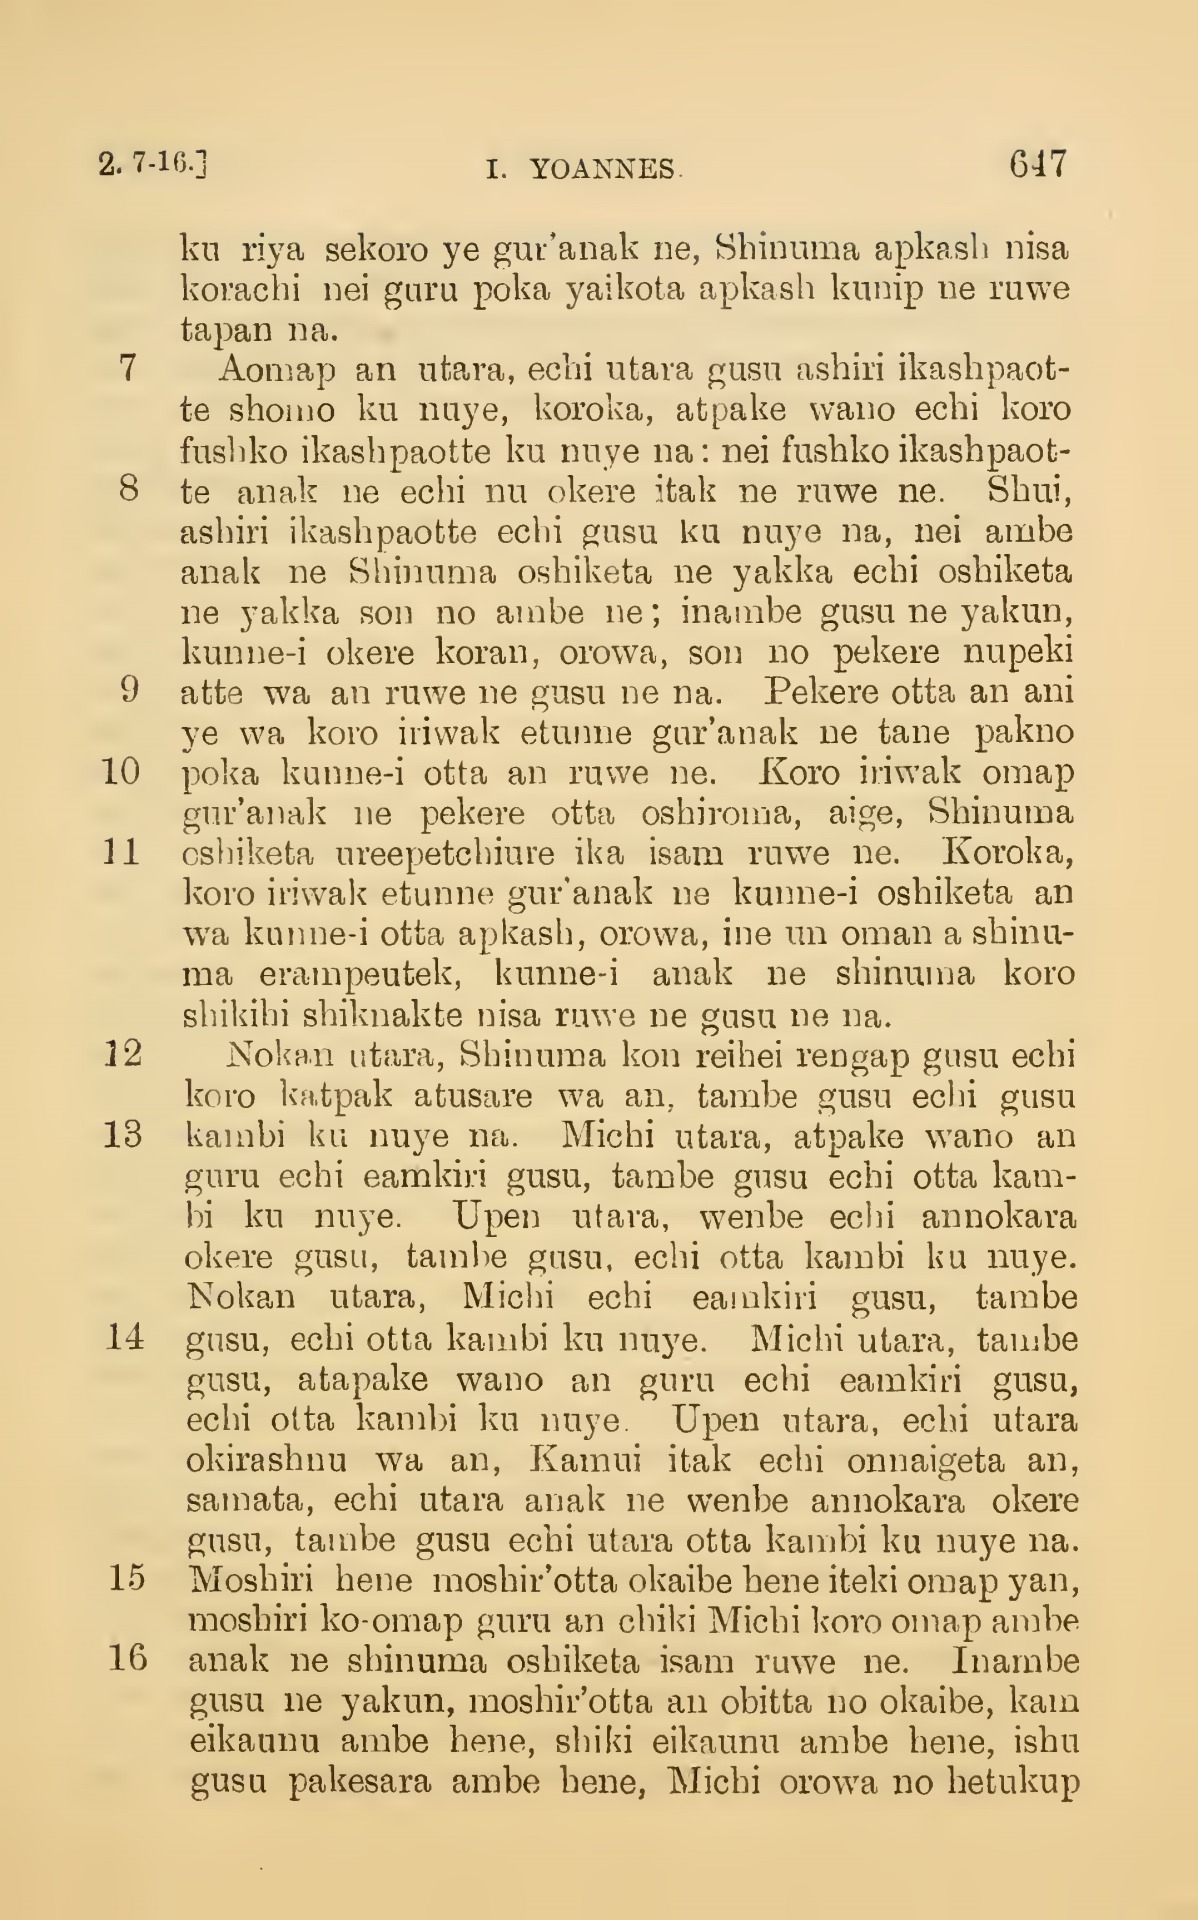 2. 7-16.] I. YOANNES. 647
ku riya sekoro ye gur'anak ne, Shinuma apkash nisa
korachi nei guru poka yaikota apkash kunip ne ruwe
tapan na.
7 Aomap an utara, echi utara gusu ashiri ikashpaot-
te shomo ku nuye, koroka, atpake wano echi koro
fushko ikashpaotte ku nuye na: nei fushko ikashpaot-
8 te anak ne echi nu okere itak ne ruwe ne. Shui,
ashiri ikashpaotte echi gusu ku nuye na, nei ambe
anak ne Shinuma oshiketa ne yakka echi oshiketa
ne yakka son no ambe ne; inambe gusu ne yakun,
kunne-i okere koran, orowa, son no pekere nupeki
9 atte wa an ruwe ne gusu ne na. Pekere otta an ani
ye wa koro iriwak etunne gur'anak ne tane pakno
10 poka kunne-i otta an ruwe ne. Koro iriwak omap
gur'anak ne pekere otta oshiroma, aige, Shinuma
11 oshiketa ureepetchiure ika isam ruwe ne. Koroka,
koro iriwak etunne gur'anak ne kunne-i oshiketa an
wa kunne-i otta apkash, orowa, ine un oman a shinu-
ma erampeutek, kunne-i anak ne shinuma koro
shikihi shiknakte nisa ruwe ne gusu ne na.
12 Nokan utara, Shinuma kon reihei rengap gusu echi
koro katpak atusare wa an, tambe gusu echi gusu
13 kambi ku nuye na. Michi utara, atpake wano an
guru echi eamkiri gusu, tambe gusu echi otta kam-
bi ku nuye. Upen utara, wenbe echi annokara
okere gusu, tambe gusu, echi otta kambi ku nuye.
Nokan utara, Michi echi eamkiri gusu, tambe
14 gusu, echi otta kambi ku nuye. Michi utara, tambe
gusu, atapake wano an guru echi eamkiri gusu,
echi otta kambi ku nuye. Upen utara, echi utara
okirashnu wa an, Kamui itak echi onnaigeta an,
samata, echi utara anak ne wenbe annokara okere
gusu, tambe gusu echi utara otta kambi ku nuye na.
15 Moshiri hene moshir'otta okaibe hene iteki omap yan,
moshiri ko-omap guru an chiki Michi koro omap ambe
16 anak ne shinuma oshiketa isam ruwe ne. Inambe
gusu ne yakun, moshir'otta an obitta no okaibe, kam
eikaunu ambe hene, shiki eikaunu ambe hene, ishu
gusu pakesara ambe hene, Michi orowa no hetukup